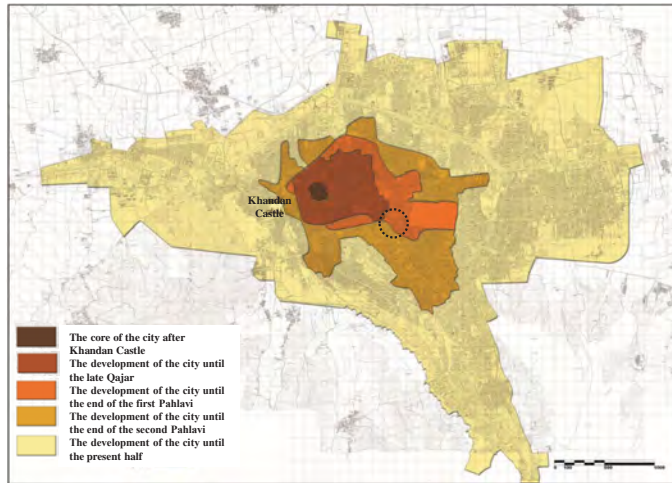 Khandan
Castle
The core of the city after
Khandan Castle
The development of the city until
the late Qajar
The development of the city until
the end of the first Pahlavi
The development of the city until
the end of the second Pahlavi
The development of the city until
the present half